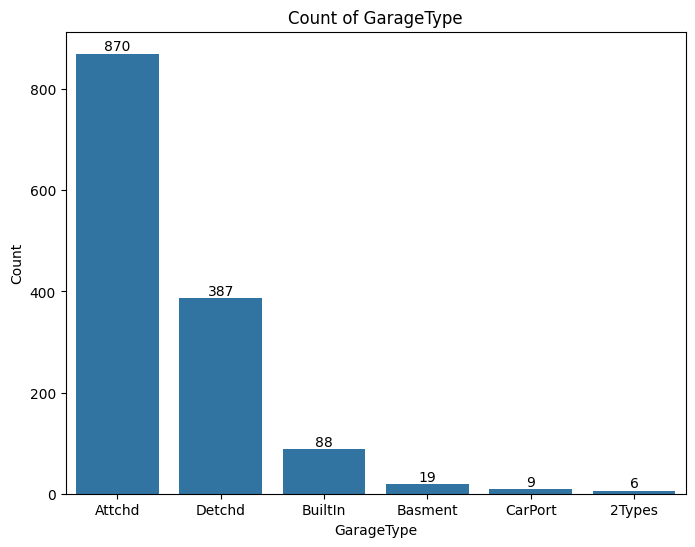 Count of GarageType
870
800
600
Count
400
387
200
88
19
9
6
0
Attchd Detchd BuiltIn Basment CarPort 2Types
GarageType